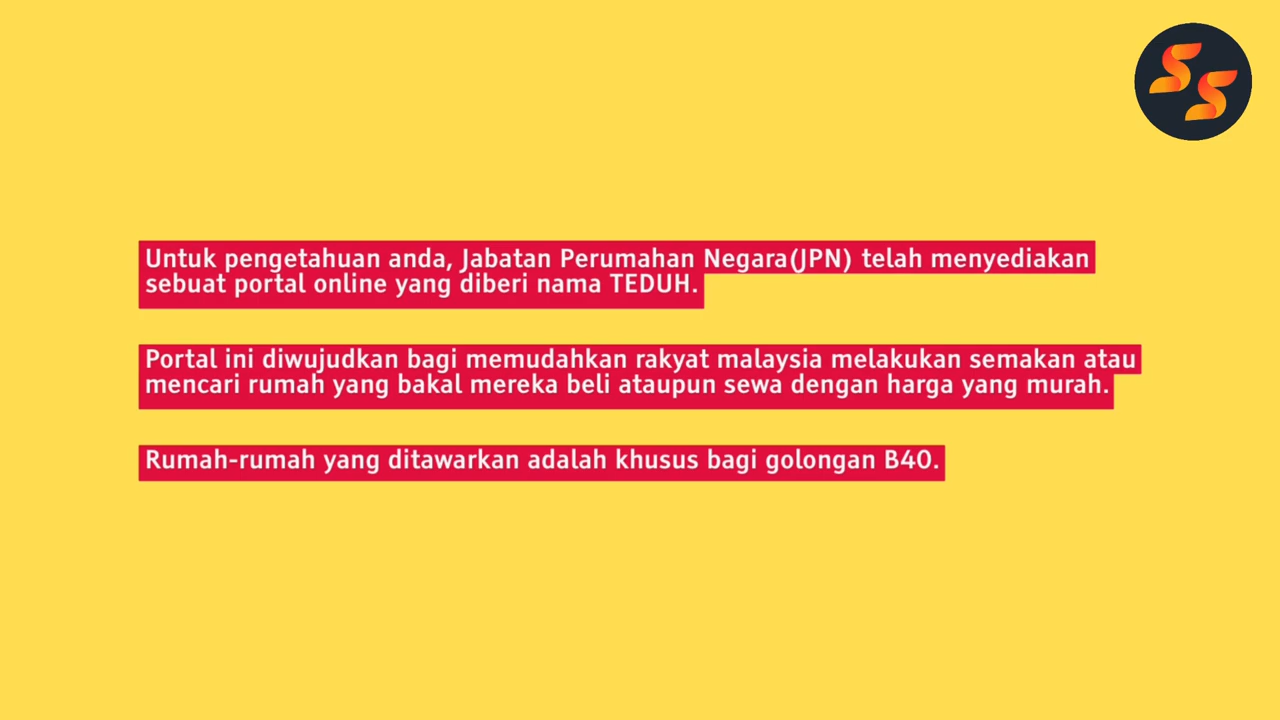 SS
Untuk pengetahuan anda, Jabatan Perumahan Negara(JPN) telah menyediakan
sebuat portal online yang diberi nama TEDUH.
Portal ini diwujudkan bagi memudahkan rakyat malaysia melakukan semakan atau
mencari rumah yang bakal mereka beli ataupun sewa dengan harga yang murah.
Rumah-rumah yang ditawarkan adalah khusus bagi golongan B40.